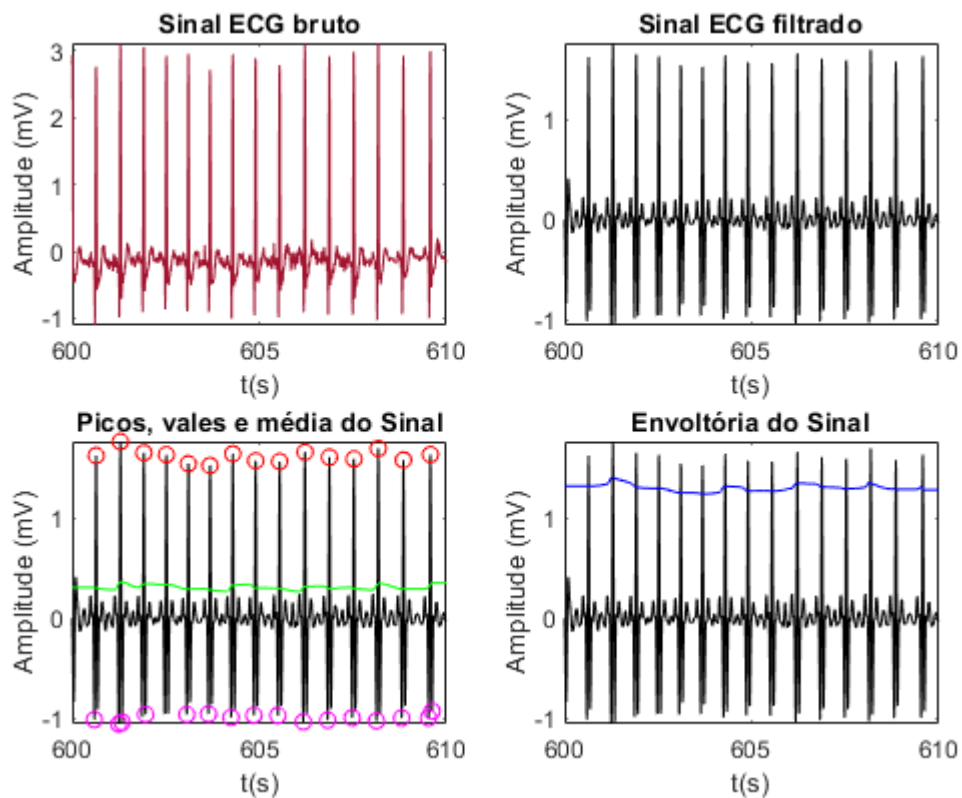 Sinal ECG bruto
3
2
1
0
-1
Amplitude (mV)
600
605
610
t(s)
Sinal ECG filtrado
1
0
-1
Amplitude (mV)
600
605
610
t(s)
Picos, vales e média do Sinal
1
0
-1
Amplitude (mV)
600
605
610
t(s)
Envoltória do Sinal
1
0
-1
Amplitude (mV)
600
605
610
t(s)